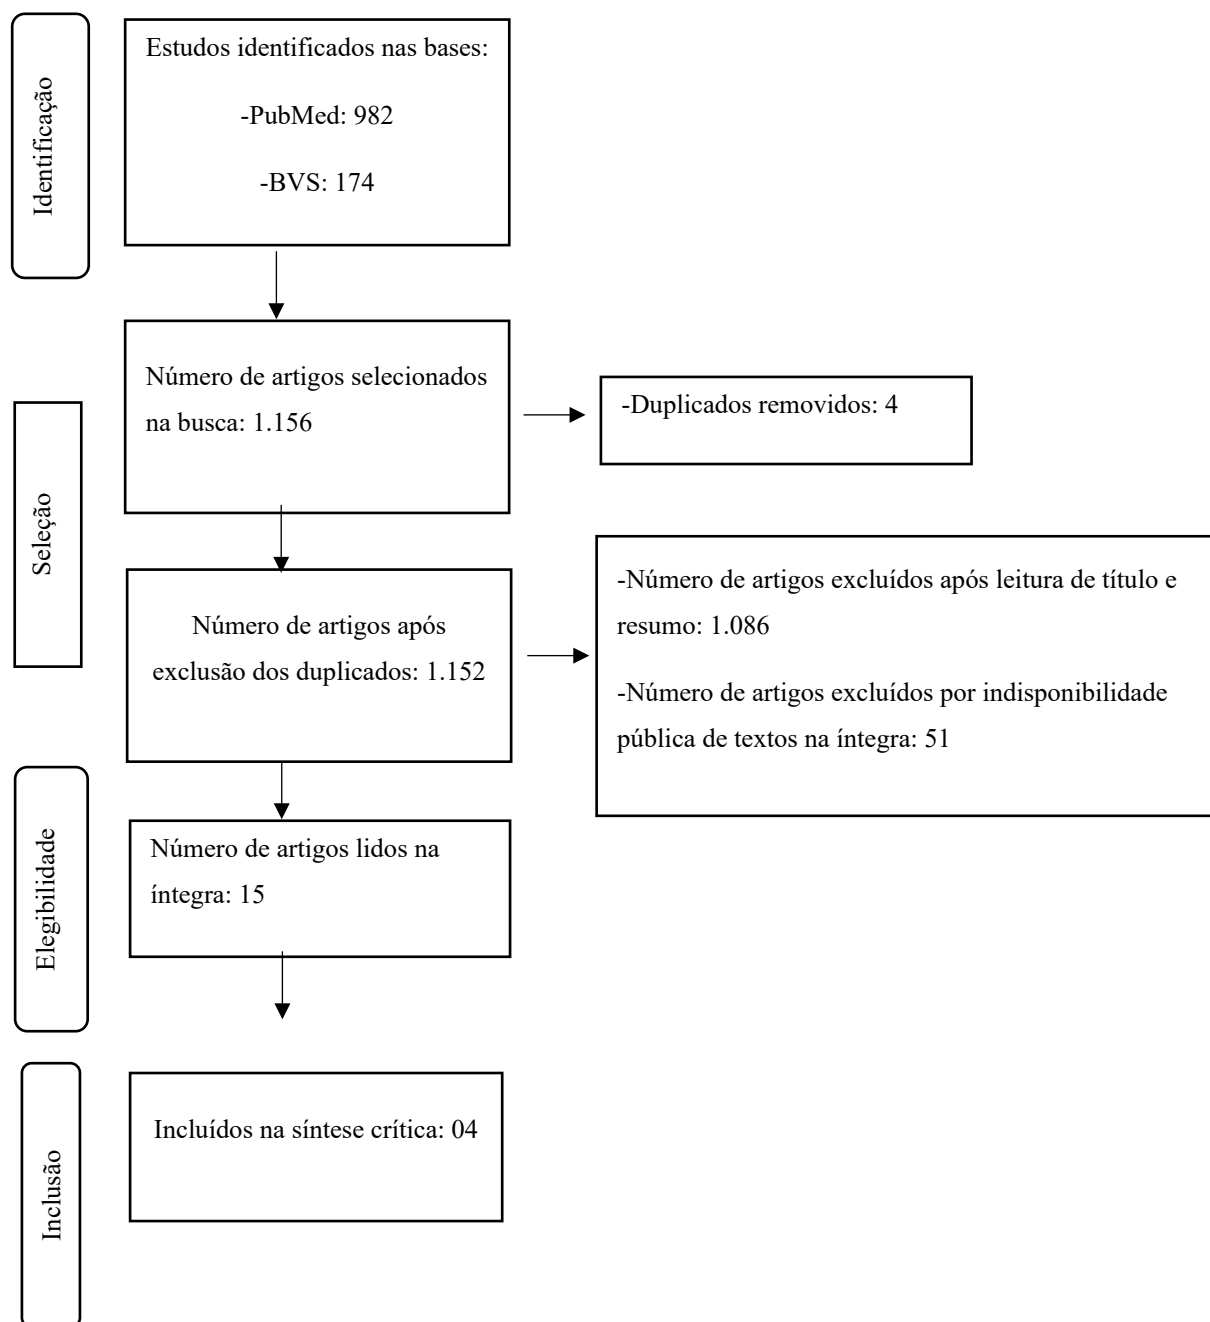 Identificação
Estudos identificados nas bases:
-PubMed: 982
-BVS: 174
Seleção
Número de artigos selecionados
na busca: 1.156
-Duplicados removidos: 4
Número de artigos após
exclusão dos duplicados: 1.152
-Número de artigos excluídos após leitura de título e
resumo: 1.086
-Número de artigos excluídos por indisponibilidade
pública de textos na íntegra: 51
Elegibilidade
Número de artigos lidos na
íntegra: 15
Inclusão
Incluídos na síntese crítica: 04